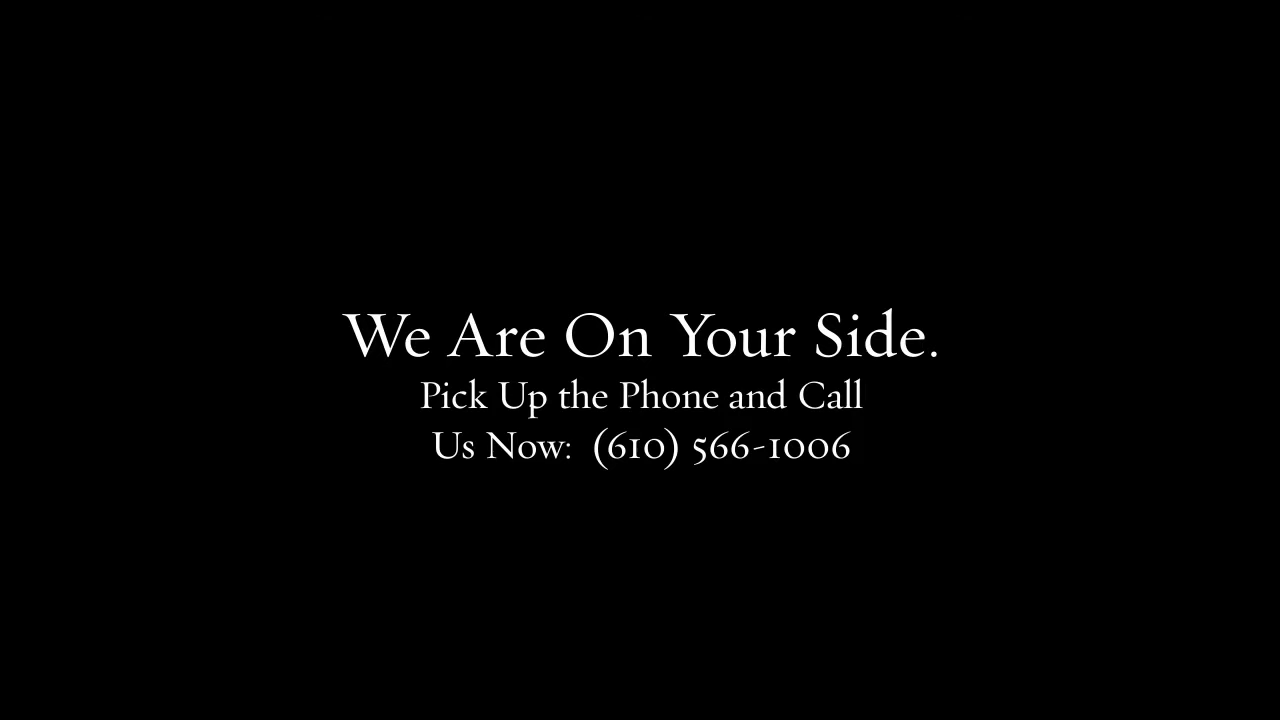 We Are On Your Side.
Pick Up the Phone and Call
Us Now:  (610) 566-1006